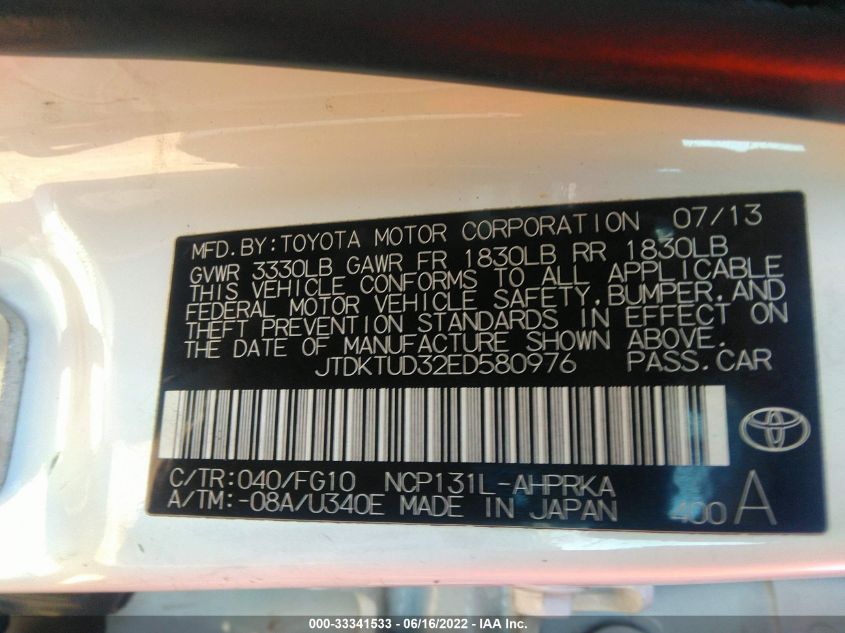 MFD.BY:TOYOTA MOTOR CORPORATION 07/13
GVWR 3330LB GAWR FR 1830LB RR 1830LB
THIS VEHICLE CONFORMS TO ALL APPLICABLE
FEDERAL MOTOR VEHICLE SAFETY,BUMPER,AND
THEFT PREVENTION STANDARDS IN EFFECT ON
THE DATE OF MANUFACTURE SHOWN ABOVE.
JTDKTUD32ED580976 PASS.CAR
C/TR:040/FG10 NCP131L-AHPRKA
A/TM:-08A/U340E MADE IN JAPAN 400 A
000-33341533 - 06/16/2022 - IAA Inc.